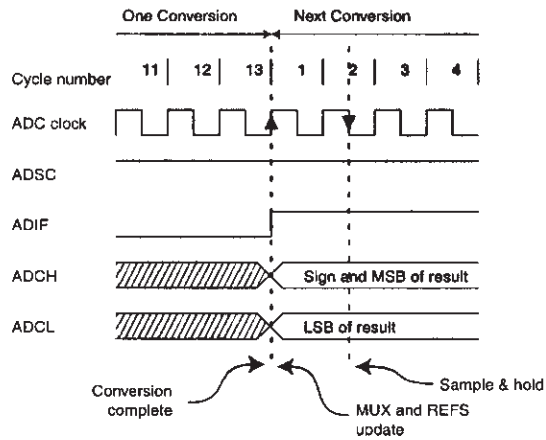 One Conversion Next Conversion
Cycle number 11 12 13 1 2 3 4
ADC clock
ADSC
ADIF
ADCH Sign and MSB of result
ADCL LSB of result
Conversion complete
MUX and REFS update
Sample & hold